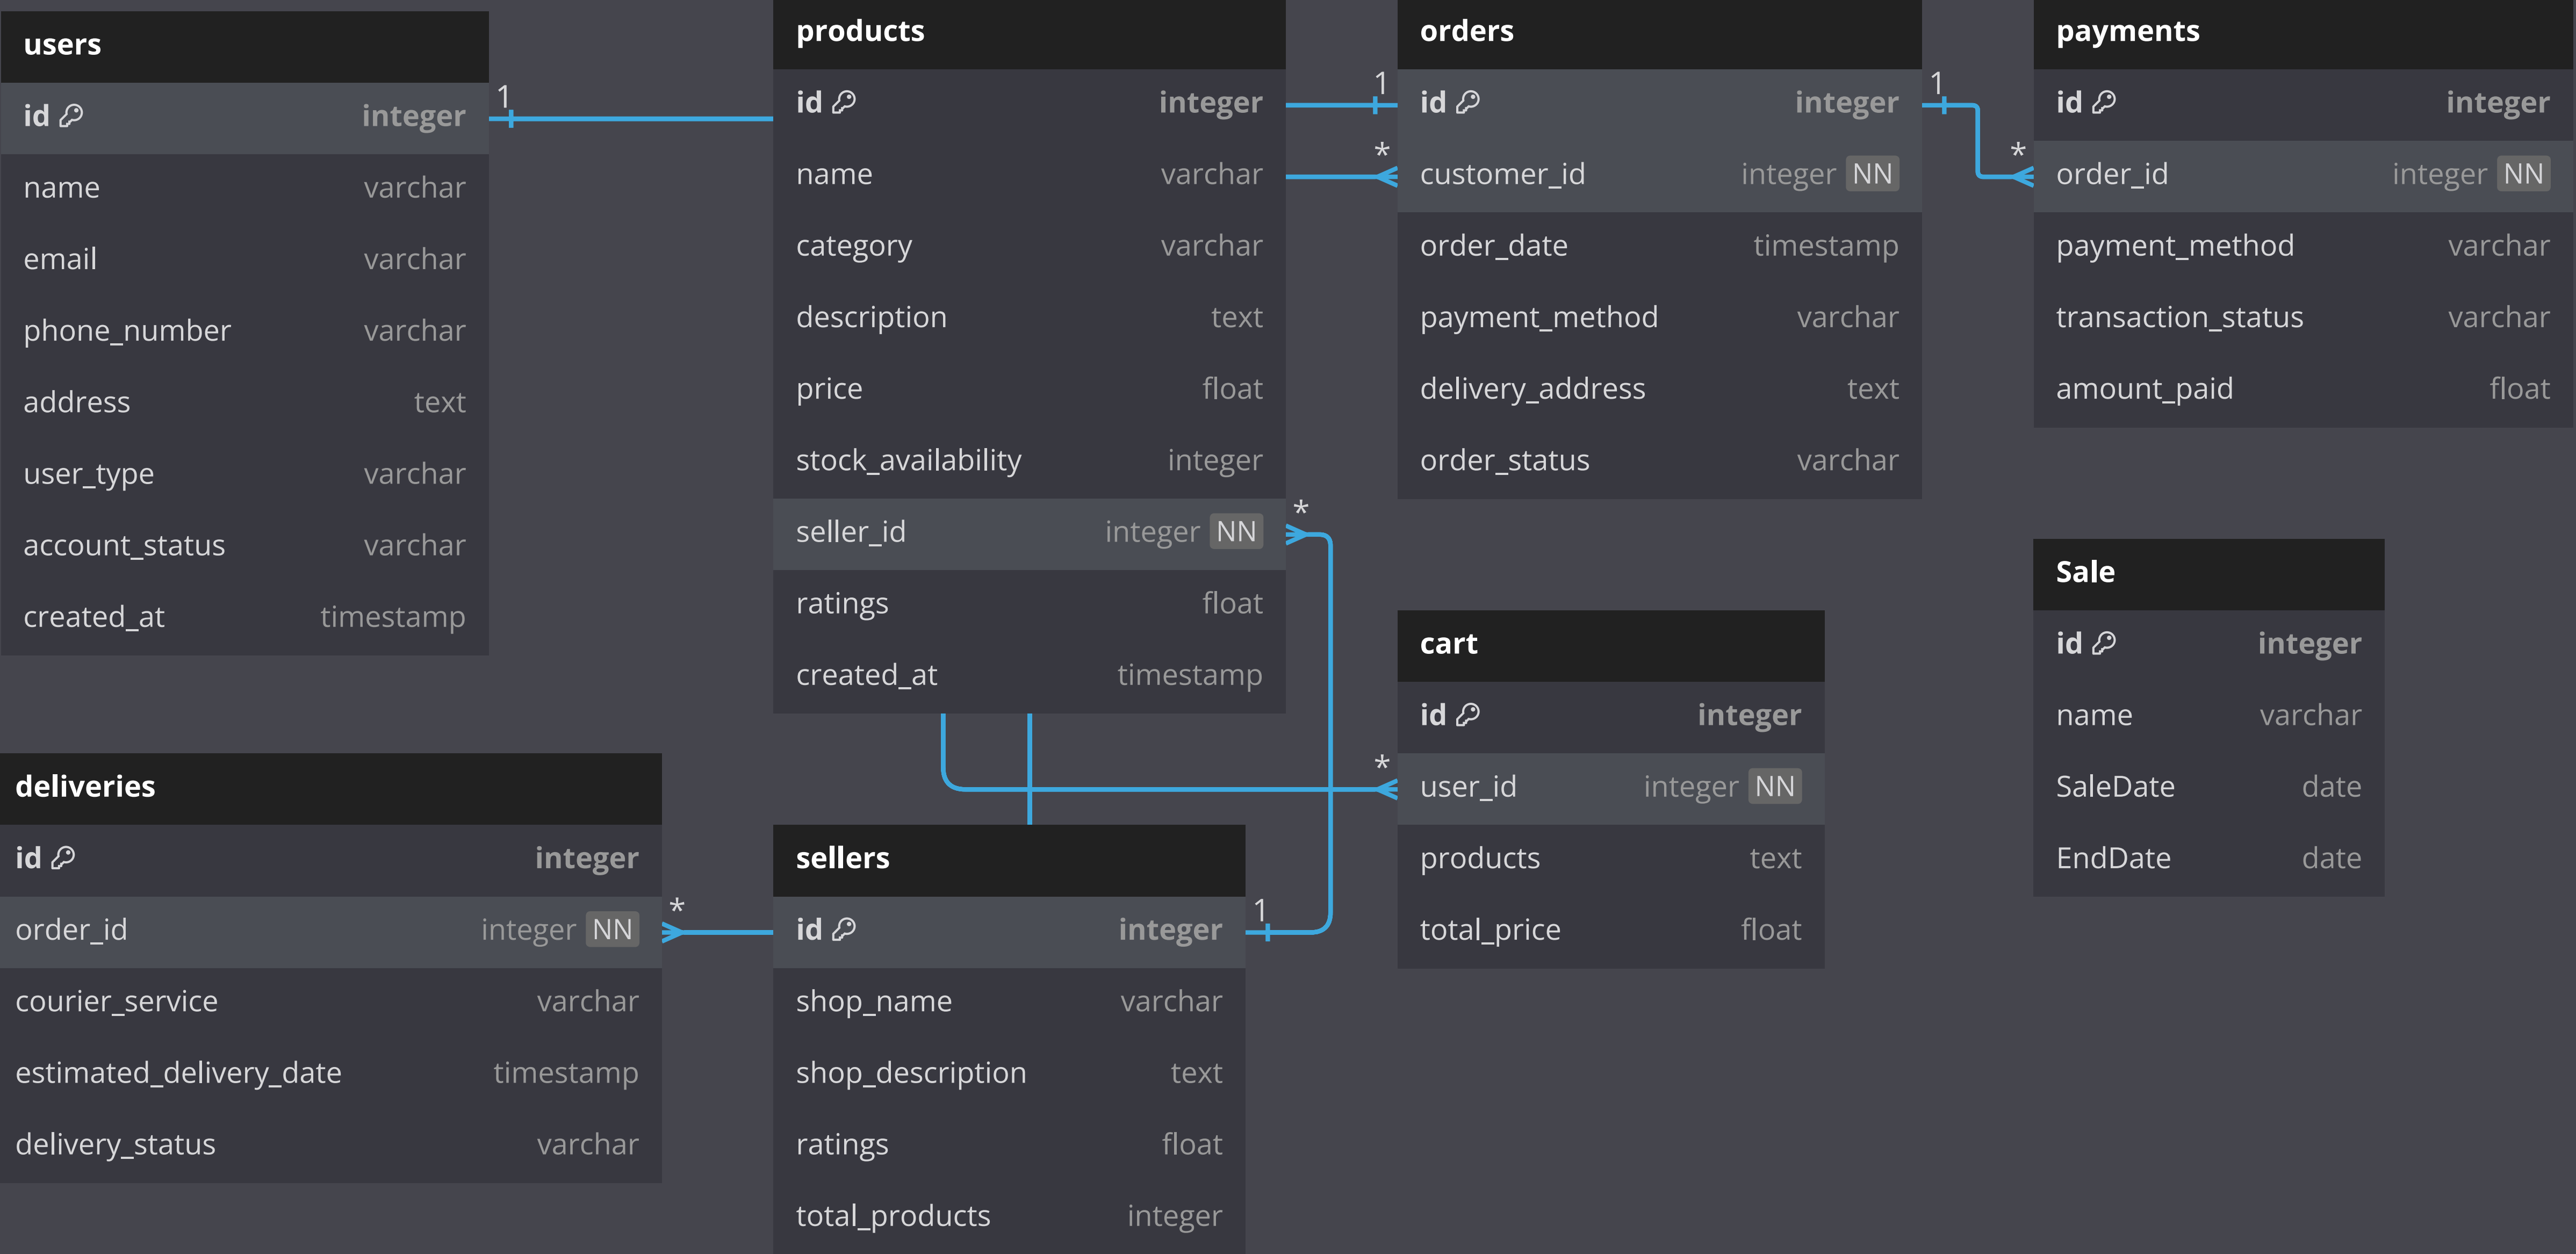 users
id integer
name varchar
email varchar
phone_number varchar
address text
user_type varchar
account_status varchar
created_at timestamp
1
products
id integer
name varchar
category varchar
description text
price float
stock_availability integer
seller_id integer NN
ratings float
created_at timestamp
*
1
*
orders
id integer
customer_id integer NN
order_date timestamp
payment_method varchar
delivery_address text
order_status varchar
1
*
payments
id integer
order_id integer NN
payment_method varchar
transaction_status varchar
amount_paid float
deliveries
id integer
order_id integer NN
courier_service varchar
estimated_delivery_date timestamp
delivery_status varchar
*
sellers
id integer
shop_name varchar
shop_description text
ratings float
total_products integer
1
*
cart
id integer
user_id integer NN
products text
total_price float
Sale
id integer
name varchar
SaleDate date
EndDate date